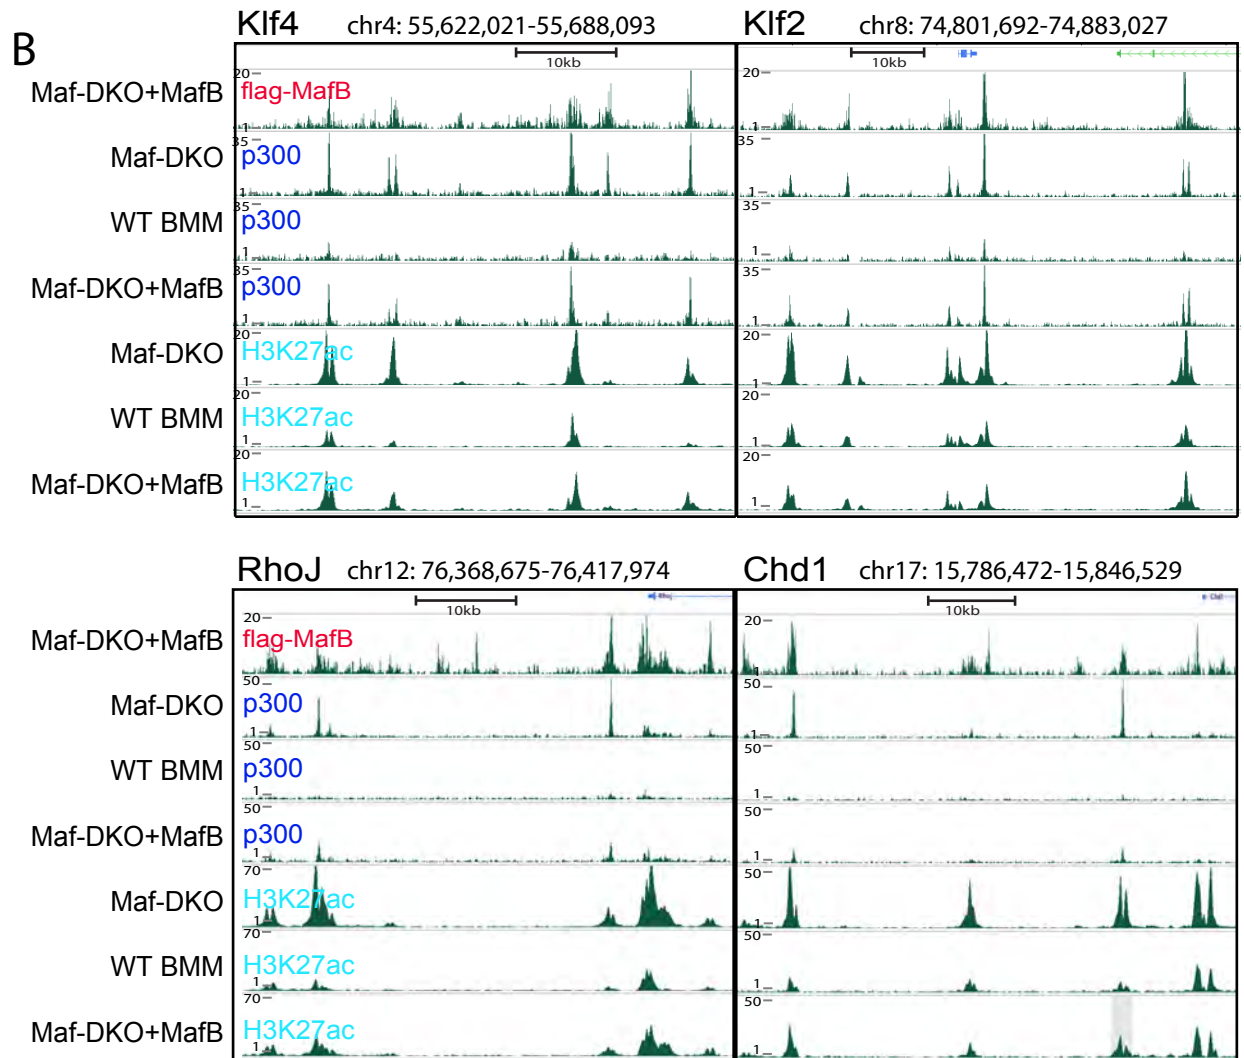 B
Klf4 chr4: 55,622,021-55,688,093
Klf2 chr8: 74,801,692-74,883,027
10kb
10kb
Maf-DKO+MafB
20
flag-MafB
1
20
1
Maf-DKO
35
p300
1
35
1
WT BMM
35
p300
1
35
1
Maf-DKO+MafB
35
p300
1
35
1
Maf-DKO
20
H3K27ac
1
20
1
WT BMM
20
H3K27ac
1
20
1
Maf-DKO+MafB
20
H3K27ac
1
20
1
RhoJ chr12: 76,368,675-76,417,974
Chd1 chr17: 15,786,472-15,846,529
10kb
10kb
Chd1
Maf-DKO+MafB
20
flag-MafB
1
20
1
Maf-DKO
50
p300
1
50
1
WT BMM
50
p300
1
50
1
Maf-DKO+MafB
50
p300
1
50
1
Maf-DKO
70
H3K27ac
1
50
1
WT BMM
70
H3K27ac
1
50
1
Maf-DKO+MafB
70
H3K27ac
1
50
1